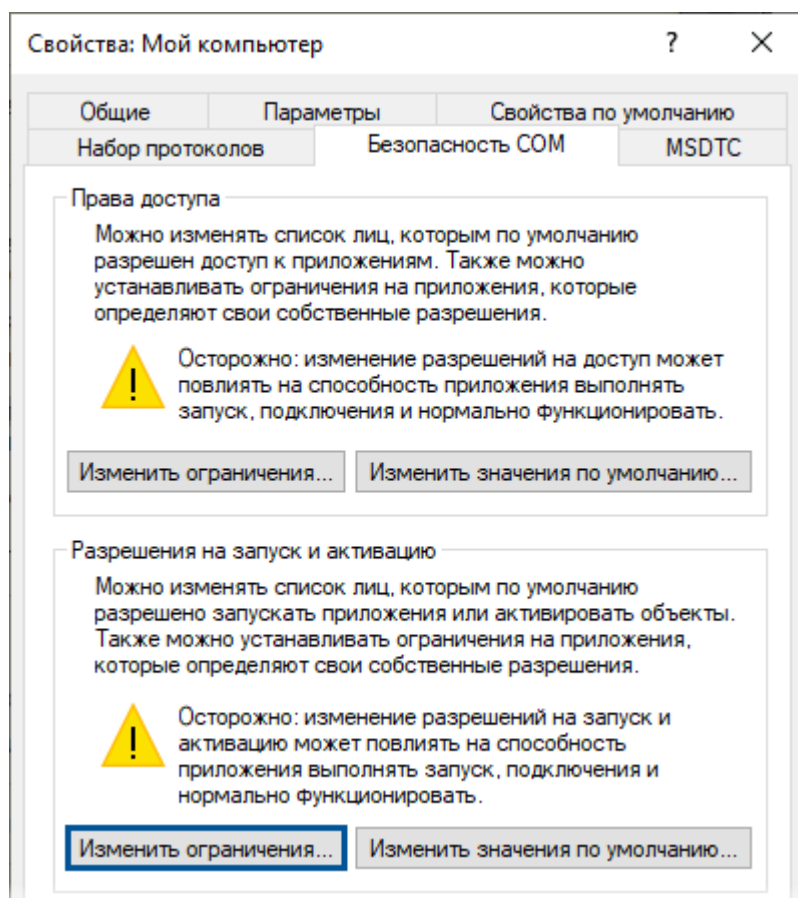 Свойства: Мой компьютер ? ×
Общие Параметры Свойства по умолчанию
Набор протоколов Безопасность COM MSDTC
Права доступа
Можно изменять список лиц, которым по умолчанию
разрешен доступ к приложениям. Также можно
устанавливать ограничения на приложения, которые
определяют свои собственные разрешения.
Осторожно: изменение разрешений на доступ может
повлиять на способность приложения выполнять
запуск, подключения и нормально функционировать.
Изменить ограничения... Изменить значения по умолчанию...
Разрешения на запуск и активацию
Можно изменять список лиц, которым по умолчанию
разрешено запускать приложения или активировать объекты.
Также можно устанавливать ограничения на приложения,
которые определяют свои собственные разрешения.
Осторожно: изменение разрешений на запуск и
активацию может повлиять на способность
приложения выполнять запуск, подключения и
нормально функционировать.
Изменить ограничения... Изменить значения по умолчанию...